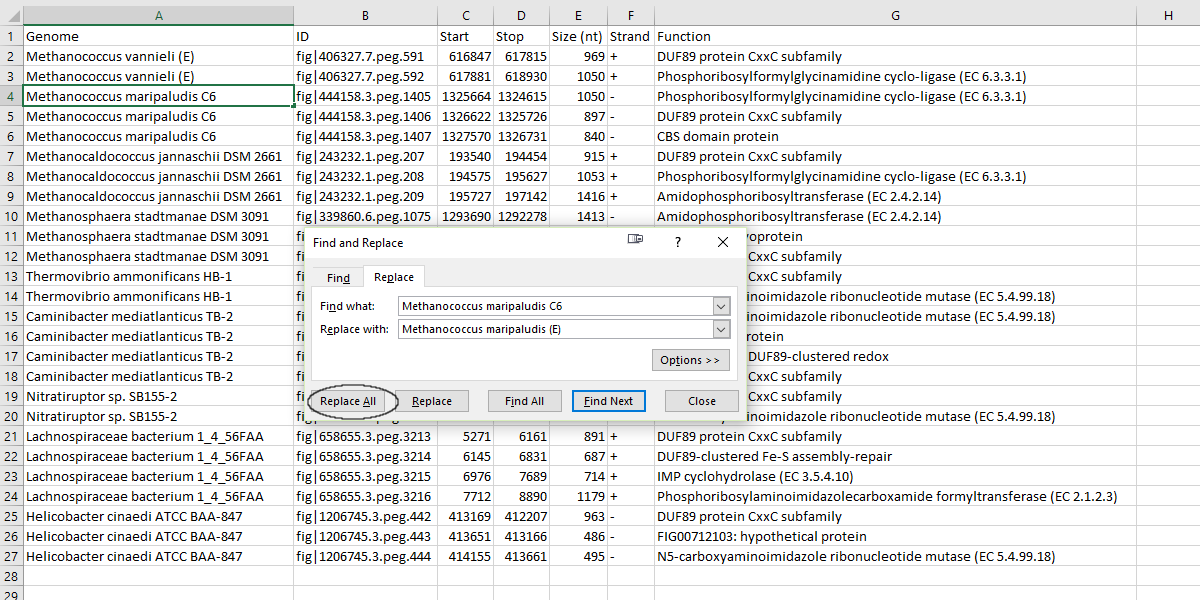 A B C D E F G H
1 Genome ID Start Stop Size (nt) Strand Function
2 Methanococcus vannieli (E) fig|406327.7.peg.591 616847 617815 969 + DUF89 protein CxxC subfamily
3 Methanococcus vannieli (E) fig|406327.7.peg.592 617881 618930 1050 + Phosphoribosylformylglycinamidine cyclo-ligase (EC 6.3.3.1)
4 Methanococcus maripaludis C6 fig|444158.3.peg.1405 1325664 1324615 1050 - Phosphoribosylformylglycinamidine cyclo-ligase (EC 6.3.3.1)
5 Methanococcus maripaludis C6 fig|444158.3.peg.1406 1326622 1325726 897 - DUF89 protein CxxC subfamily
6 Methanococcus maripaludis C6 fig|444158.3.peg.1407 1327570 1326731 840 - CBS domain protein
7 Methanocaldococcus jannaschii DSM 2661 fig|243232.1.peg.207 193540 194454 915 + DUF89 protein CxxC subfamily
8 Methanocaldococcus jannaschii DSM 2661 fig|243232.1.peg.208 194575 195627 1053 + Phosphoribosylformylglycinamidine cyclo-ligase (EC 6.3.3.1)
9 Methanocaldococcus jannaschii DSM 2661 fig|243232.1.peg.209 195727 197142 1416 + Amidophosphoribosyltransferase (EC 2.4.2.14)
10 Methanosphaera stadtmanae DSM 3091 fig|339860.6.peg.1075 1293690 1292278 1413 - Amidophosphoribosyltransferase (EC 2.4.2.14)
11 Methanosphaera stadtmanae DSM 3091 fi voprotein
12 Methanosphaera stadtmanae DSM 3091 fi CxxC subfamily
13 Thermovibrio ammonificans HB-1 fi CxxC subfamily
14 Thermovibrio ammonificans HB-1 fi noimidazole ribonucleotide mutase (EC 5.4.99.18)
15 Caminibacter mediatlanticus TB-2 fi noimidazole ribonucleotide mutase (EC 5.4.99.18)
16 Caminibacter mediatlanticus TB-2 fi rotein
17 Caminibacter mediatlanticus TB-2 fi DUF89-clustered redox
18 Caminibacter mediatlanticus TB-2 fi CxxC subfamily
19 Nitratiruptor sp. SB155-2 fi CxxC subfamily
20 Nitratiruptor sp. SB155-2 noimidazole ribonucleotide mutase (EC 5.4.99.18)
21 Lachnospiraceae bacterium 1_4_56FAA fig|658655.3.peg.3213 5271 6161 891 + DUF89 protein CxxC subfamily
22 Lachnospiraceae bacterium 1_4_56FAA fig|658655.3.peg.3214 6145 6831 687 + DUF89-clustered Fe-S assembly-repair
23 Lachnospiraceae bacterium 1_4_56FAA fig|658655.3.peg.3215 6976 7689 714 + IMP cyclohydrolase (EC 3.5.4.10)
24 Lachnospiraceae bacterium 1_4_56FAA fig|658655.3.peg.3216 7712 8890 1179 + Phosphoribosylaminoimidazolecarboxamide formyltransferase (EC 2.1.2.3)
25 Helicobacter cinaedi ATCC BAA-847 fig|1206745.3.peg.442 413169 412207 963 - DUF89 protein CxxC subfamily
26 Helicobacter cinaedi ATCC BAA-847 fig|1206745.3.peg.443 413651 413166 486 - FIG00712103: hypothetical protein
27 Helicobacter cinaedi ATCC BAA-847 fig|1206745.3.peg.444 414155 413661 495 - N5-carboxyaminoimidazole ribonucleotide mutase (EC 5.4.99.18)
28
29
Find and Replace ?
Find Replace
Find what: Methanococcus maripaludis C6
Replace with: Methanococcus maripaludis (E)
Options >>
Replace All Replace Find All Find Next Close